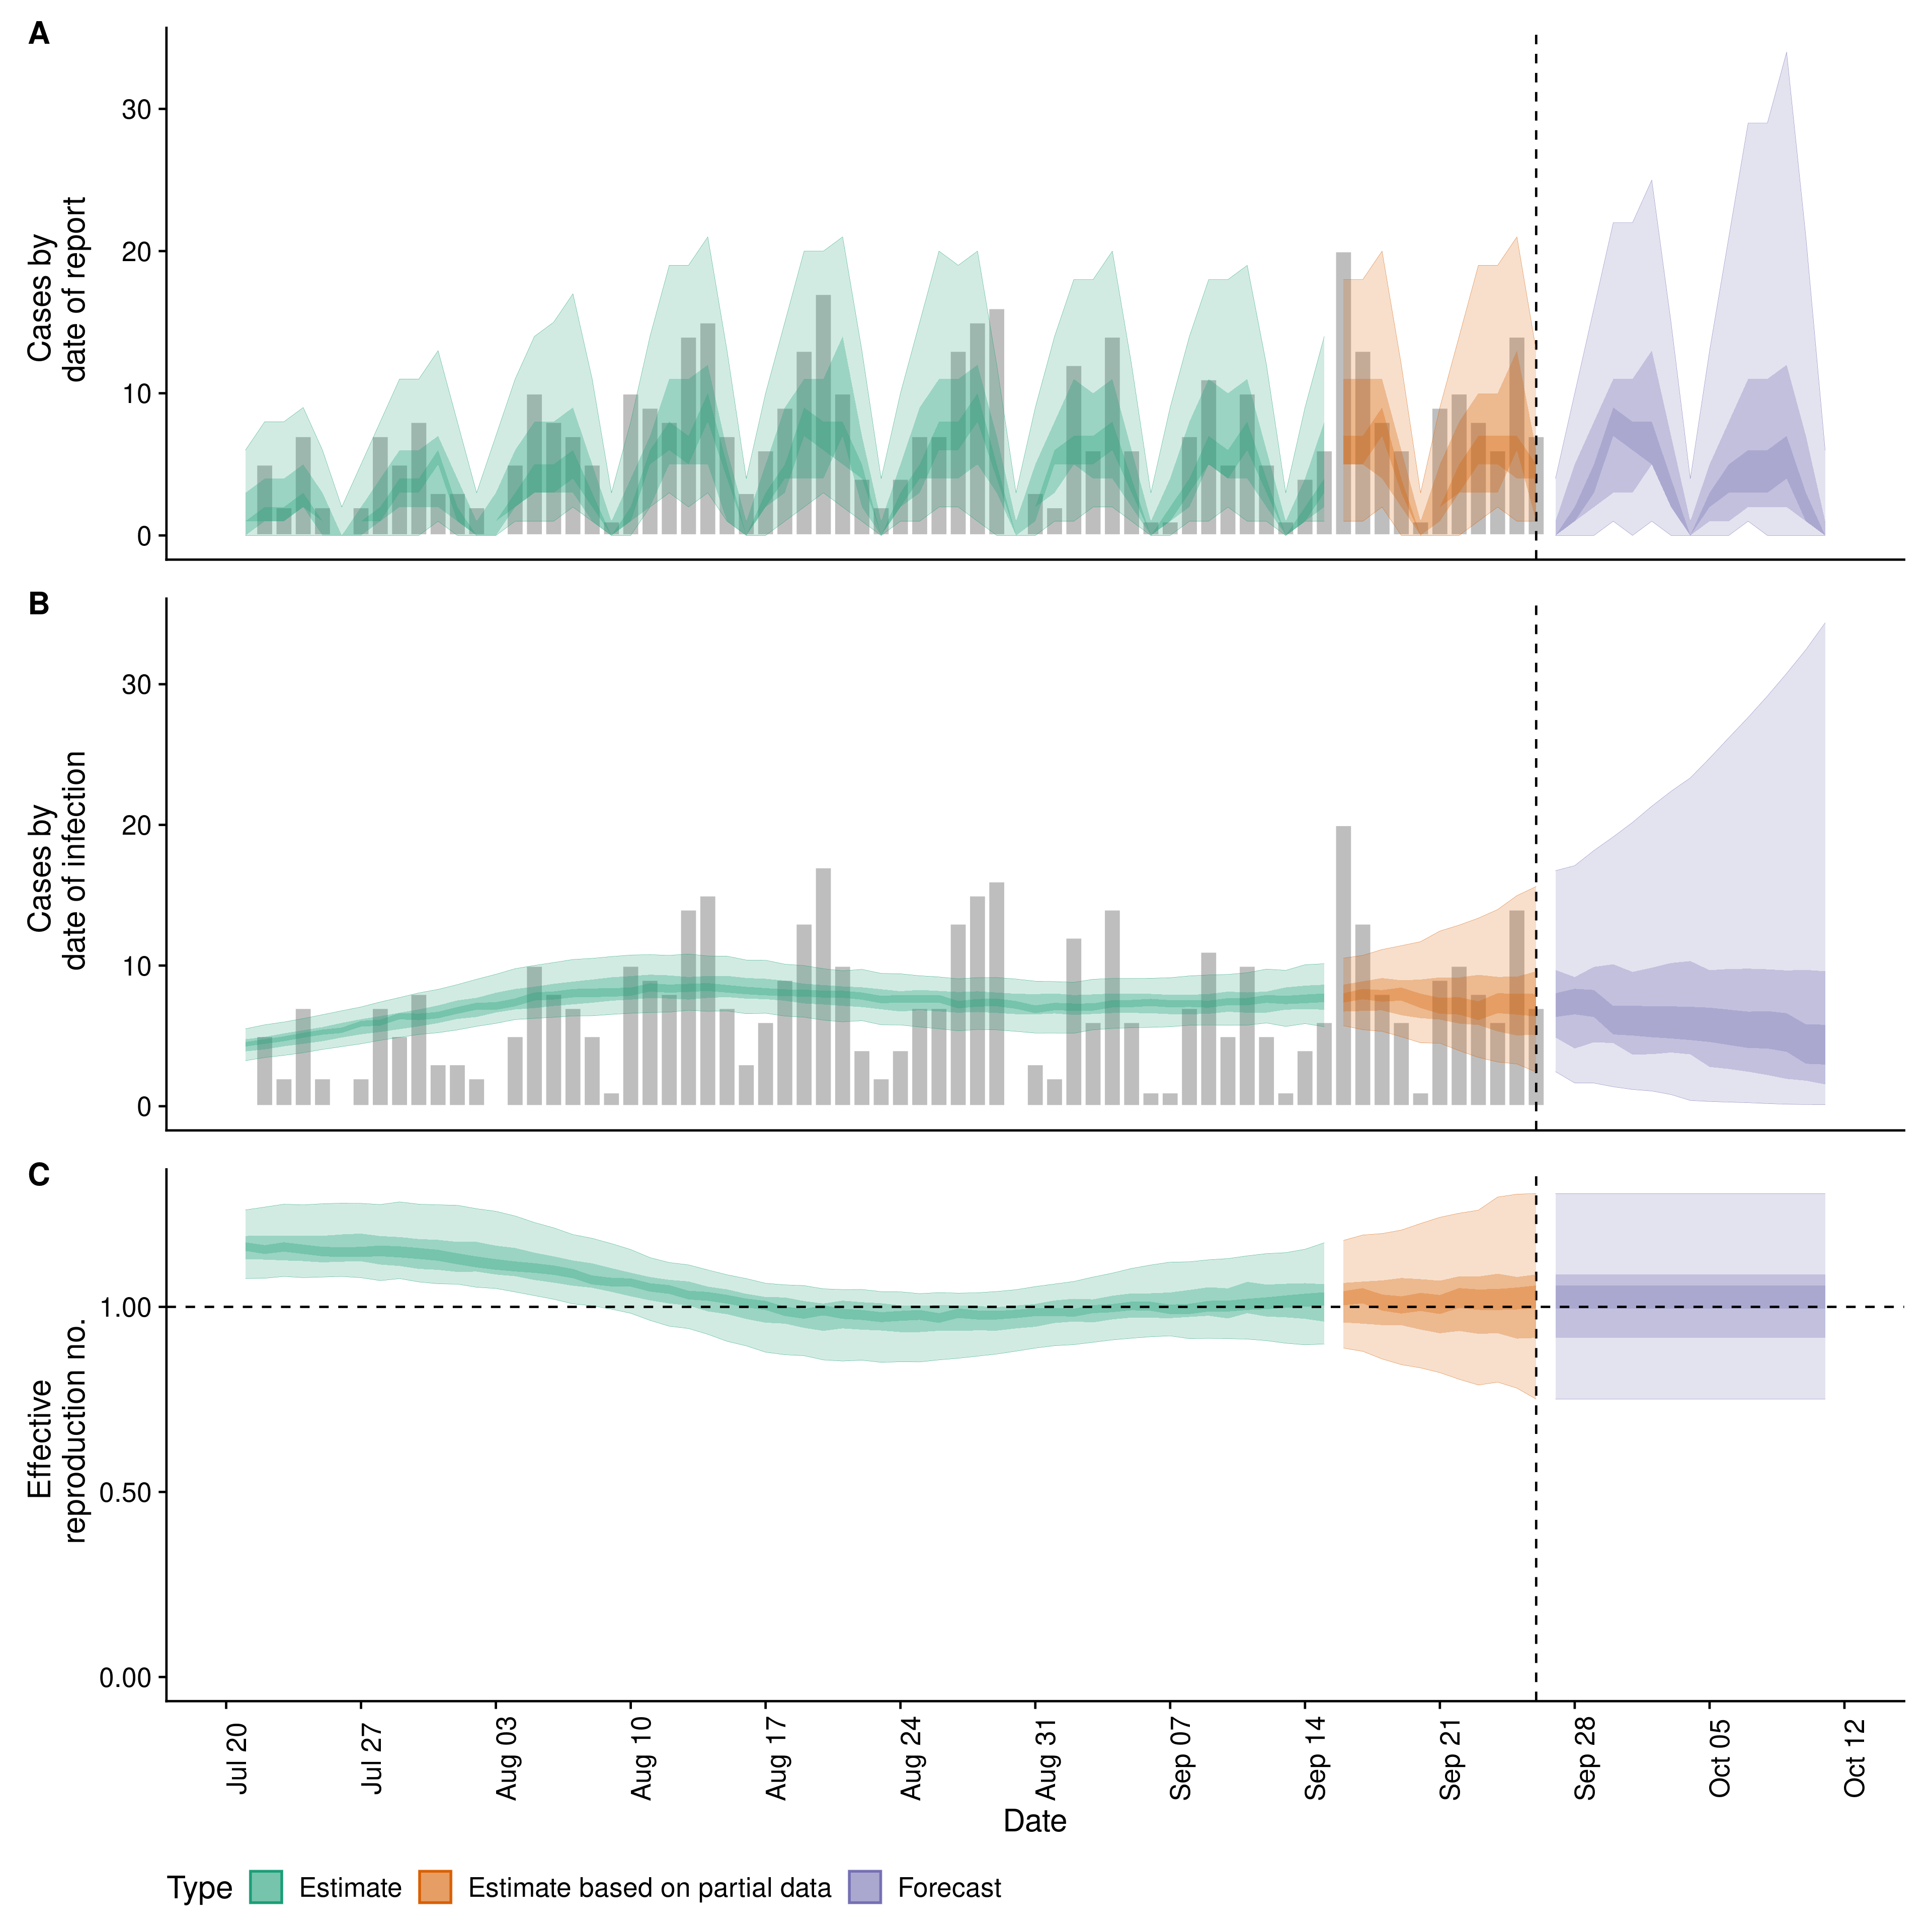 A
Cases by
date of report
30
20
10
0
B
Cases by
date of infection
30
20
10
0
C
Effective
reproduction no.
1.00
0.50
0.00
Jul 20
Jul 27
Aug 03
Aug 10
Aug 17
Aug 24
Aug 31
Sep 07
Sep 14
Sep 21
Sep 28
Oct 05
Oct 12
Date
Type Estimate Estimate based on partial data Forecast